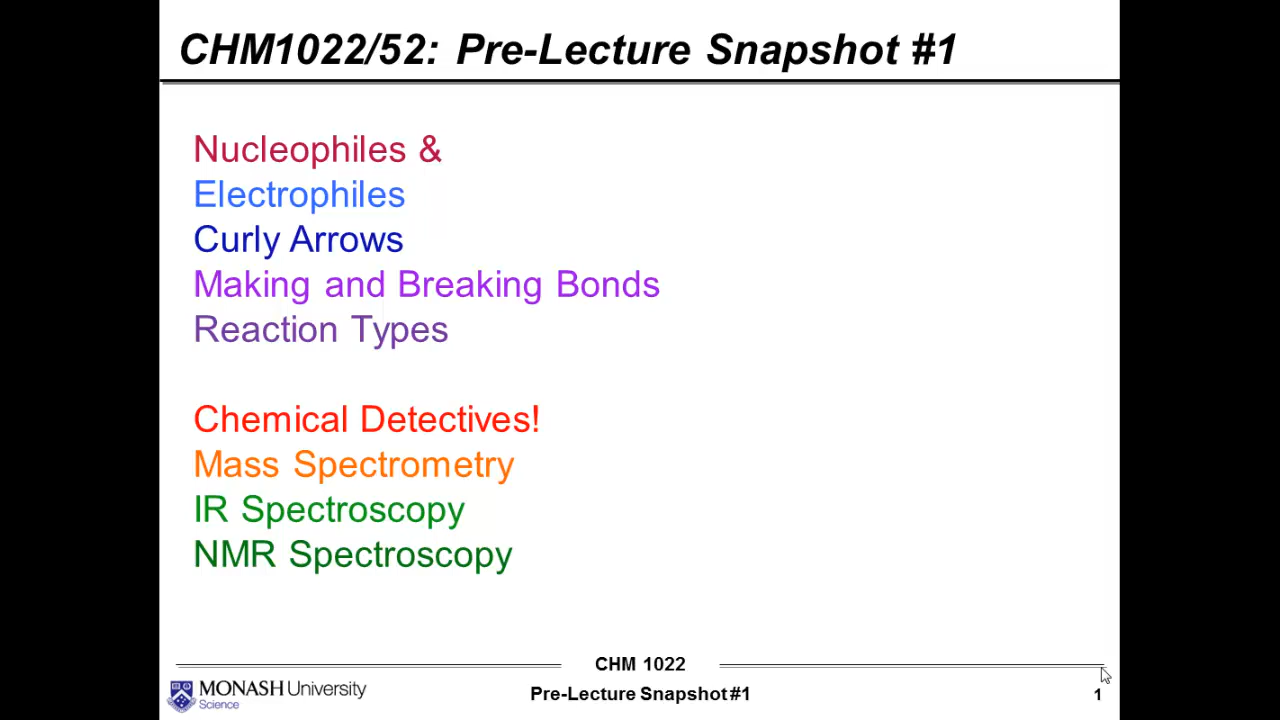 CHM1022/52: Pre-Lecture Snapshot #1
Nucleophiles &
Electrophiles
Curly Arrows
Making and Breaking Bonds
Reaction Types
Chemical Detectives!
Mass Spectrometry
IR Spectroscopy
NMR Spectroscopy
CHM 1022
MONASH University
Science
Pre-Lecture Snapshot #1
1